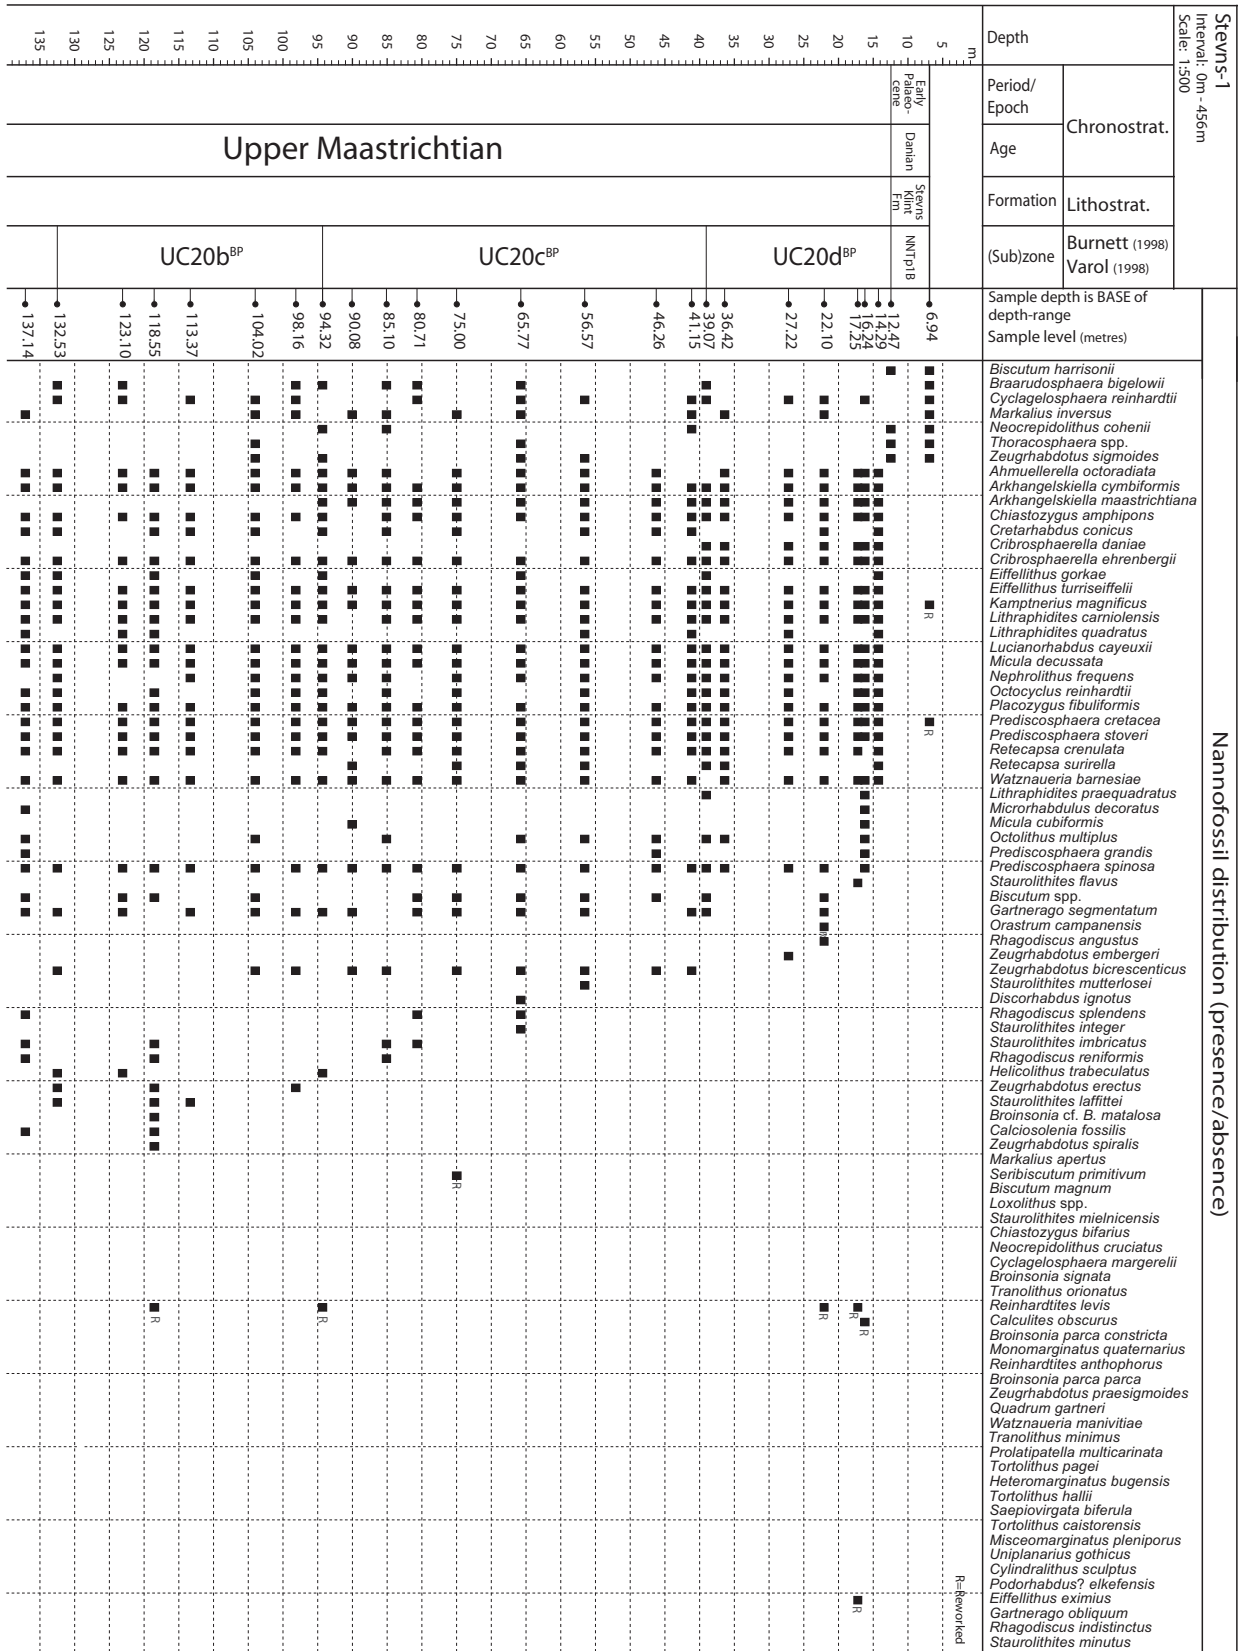 Stevns-1
Interval: 0m - 456m
Scale: 1:500
Depth
m
5
10
15
20
25
30
35
40
45
50
55
60
65
70
75
80
85
90
95
100
105
110
115
120
125
130
135
Chronostrat.
Period/
Epoch
Early
Palaeo-
cene
Age
Danian
Upper Maastrichtian
Lithostrat.
Formation
Stevns
Klint
Fm
Burnett (1998)
Varol (1998)
(Sub)zone
NNTp1B
UC20d BP
UC20c BP
UC20b BP
Nannofossil distribution (presence/absence)
Sample depth is BASE of
depth-range
Sample level (metres)
6.94
12.47
14.29
16.24
17.25
22.10
27.22
36.42
39.07
41.15
46.26
56.57
65.77
75.00
80.71
85.10
90.08
94.32
98.16
104.02
113.37
118.55
123.10
132.53
137.14
Biscutum harrisonii
Braarudosphaera bigelowii
Cyclagelosphaera reinhardtii
Markalius inversus
Neocrepidolithus cohenii
Thoracosphaera spp.
Zeugrhabdotus sigmoides
Ahmuellerella octoradiata
Arkhangelskiella cymbiformis
Arkhangelskiella maastrichtiana
Chiastozygus amphipons
Cretarhabdus conicus
Cribrosphaerella daniae
Cribrosphaerella ehrenbergii
Eiffellithus gorkae
Eiffellithus turriseiffelii
Kamptnerius magnificus
R
Lithraphidites carniolensis
Lithraphidites quadratus
Lucianorhabdus cayeuxii
Micula decussata
Nephrolithus frequens
Octocyclus reinhardtii
Placozygus fibuliformis
Prediscosphaera cretacea
R
Prediscosphaera stoveri
Retecapsa crenulata
Retecapsa surirella
Watznaueria barnesiae
Lithraphidites praequadratus
Microrhabdulus decoratus
Micula cubiformis
Octolithus multiplus
Prediscosphaera grandis
Prediscosphaera spinosa
Staurolithites flavus
Biscutum spp.
Gartnerago segmentatum
Orastrum campanensis
Rhagodiscus angustus
Zeugrhabdotus embergeri
Zeugrhabdotus bicrescenticus
Staurolithites mutterlosei
Discorhabdus ignotus
Rhagodiscus splendens
Staurolithites integer
Staurolithites imbricatus
Rhagodiscus reniformis
Helicolithus trabeculatus
Zeugrhabdotus erectus
Staurolithites laffittei
Broinsonia cf. B. matalosa
Calciosolenia fossilis
Zeugrhabdotus spiralis
Markalius apertus
Seribiscutum primitivum
R
Biscutum magnum
Loxolithus spp.
Staurolithites mielnicensis
Chiastozygus bifarius
Neocrepidolithus cruciatus
Cyclagelosphaera margerelii
Broinsonia signata
Tranolithus orionatus
Reinhardtites levis
R R R R
Calculites obscurus
R
Broinsonia parca constricta
Monomarginatus quaternarius
Reinhardtites anthophorus
Broinsonia parca parca
Zeugrhabdotus praesigmoides
Quadrum gartneri
Watznaueria manivitiae
Tranolithus minimus
Prolatipatella multicarinata
Tortolithus pagei
Heteromarginatus bugensis
Tortolithus hallii
Saepiovirgata biferula
Tortolithus caistorensis
Misceomarginatus pleniporus
Uniplanarius gothicus
Cylindralithus sculptus
Podorhabdus? elkefensis
Eiffellithus eximius
R
Gartnerago obliquum
Rhagodiscus indistinctus
Staurolithites minutus
R=Reworked